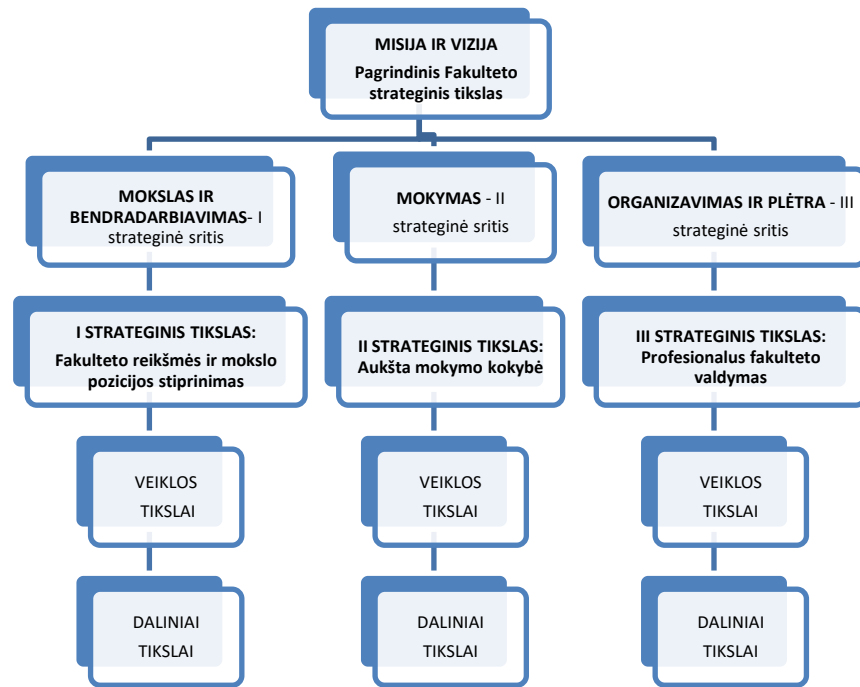 MISIJA IR VIZIJA
Pagrindinis Fakulteto
strateginis tikslas
MOKSLAS IR
BENDRADARBIAVIMAS- I
strateginė sritis
MOKYMAS - II
strateginė sritis
ORGANIZAVIMAS IR PLĖTRA - III
strateginė sritis
I STRATEGINIS TIKSLAS:
Fakulteto reikšmės ir mokslo
pozicijos stiprinimas
II STRATEGINIS TIKSLAS:
Aukšta mokymo kokybė
III STRATEGINIS TIKSLAS:
Profesionalus fakulteto
valdymas
VEIKLOS
TIKSLAI
VEIKLOS
TIKSLAI
VEIKLOS
TIKSLAI
DALINIAI
TIKSLAI
DALINIAI
TIKSLAI
DALINIAI
TIKSLAI